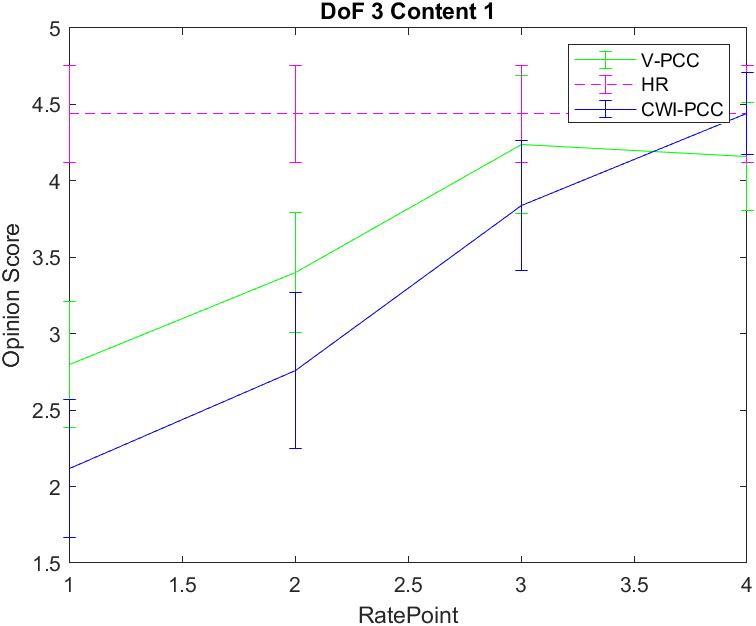 DoF 3 Content 1
5
4.5
4
3.5
3
2.5
2
1.5
Opinion Score
V-PCC
HR
CWI-PCC
1 1.5 2 2.5 3 3.5 4
RatePoint